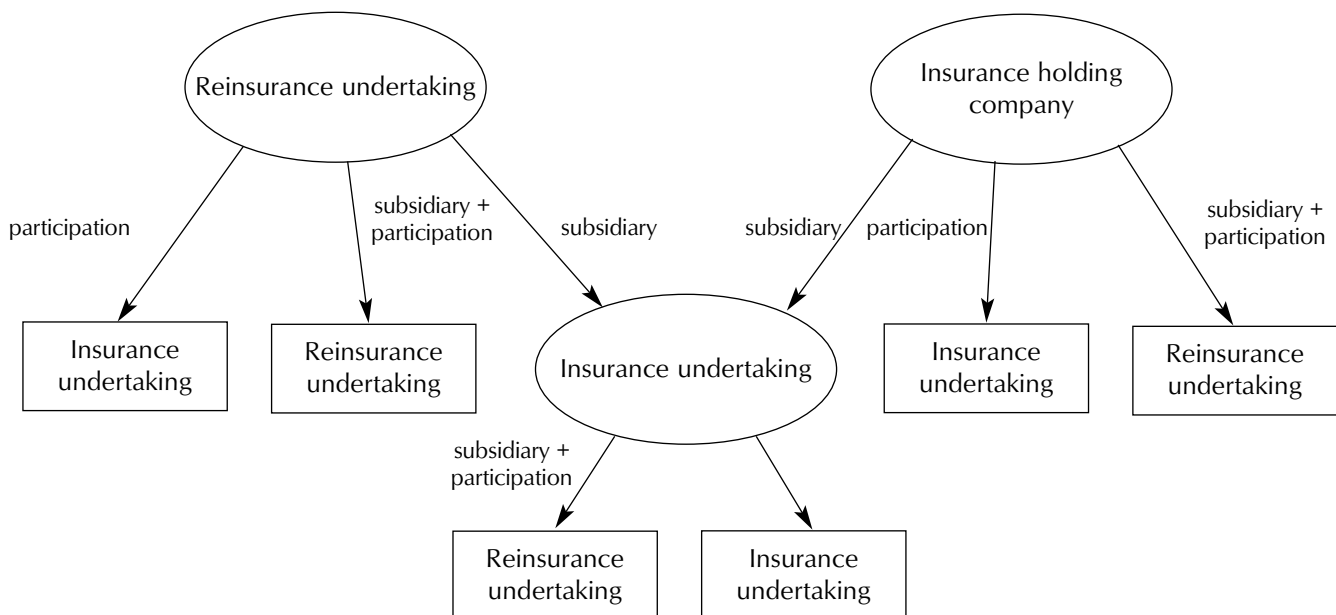 Reinsurance undertaking
Insurance holding
company
participation
subsidiary +
participation
subsidiary
subsidiary
participation
subsidiary +
participation
Insurance
undertaking
Reinsurance
undertaking
Insurance undertaking
Insurance
undertaking
Reinsurance
undertaking
subsidiary +
participation
Reinsurance
undertaking
Insurance
undertaking